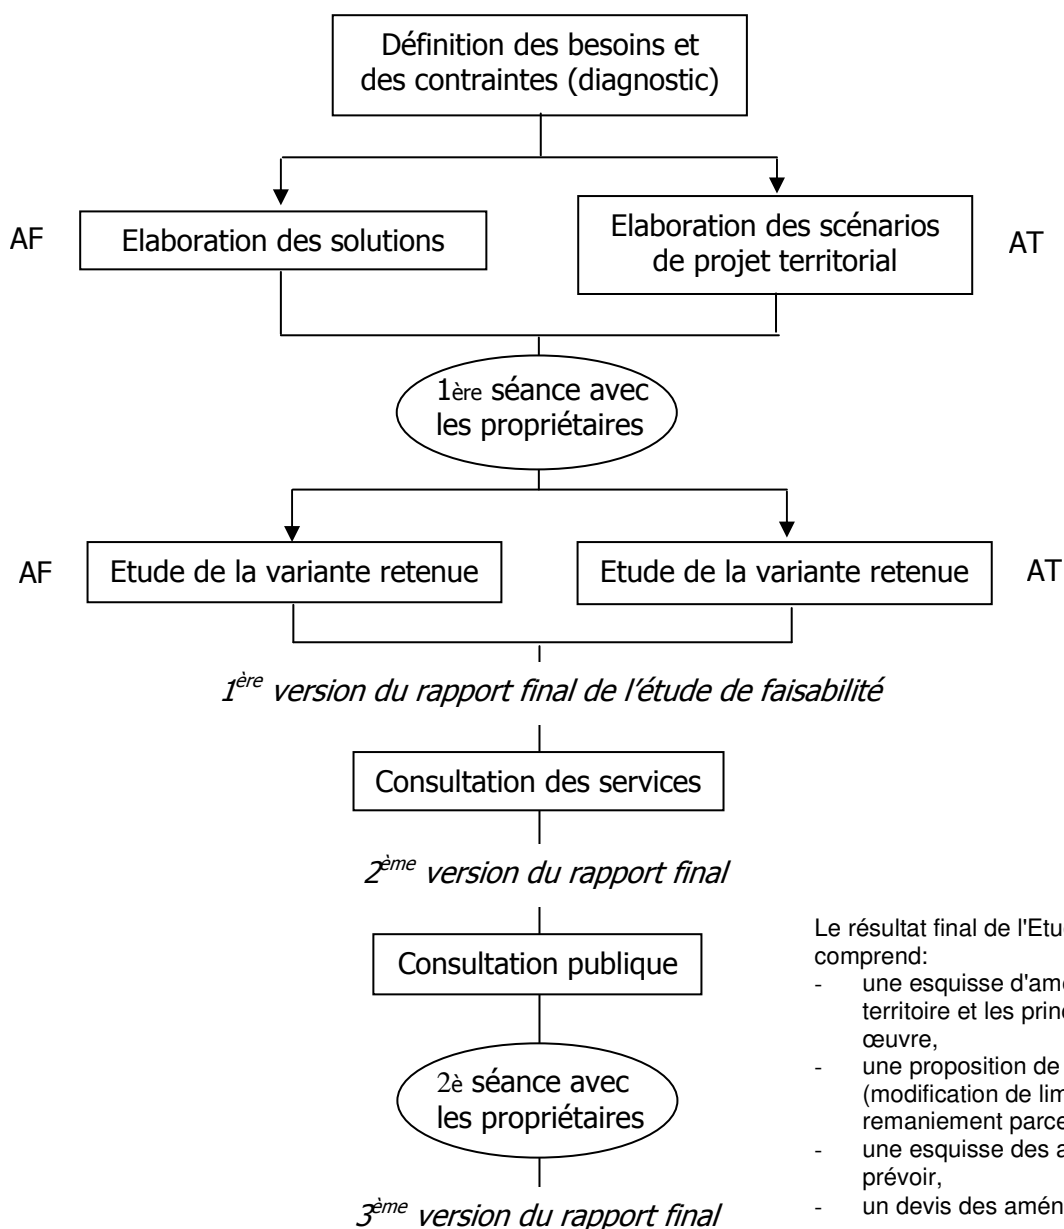 Définition des besoins et
des contraintes (diagnostic)
AF
Elaboration des solutions
Elaboration des scénarios
de projet territorial
AT
1ère séance avec
les propriétaires
AF
Etude de la variante retenue
Etude de la variante retenue
AT
1ère version du rapport final de l'étude de faisabilité
Consultation des services
2ème version du rapport final
Consultation publique
2è séance avec
les propriétaires
3ème version du rapport final
Le résultat final de l'Etu
comprend:
- une esquisse d'amé
territoire et les princ
œuvre,
- une proposition de
(modification de lim
remaniement parce
- une esquisse des a
prévoir,
- un devis des amén